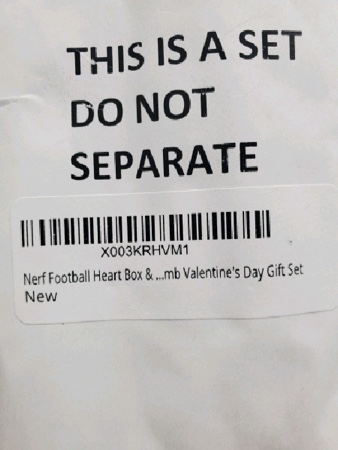 THIS IS A SET
DO NOT
SEPARATE
X003KRHVM1
Nerf Football Heart Box & ...mb Valentine's Day Gift Set
New